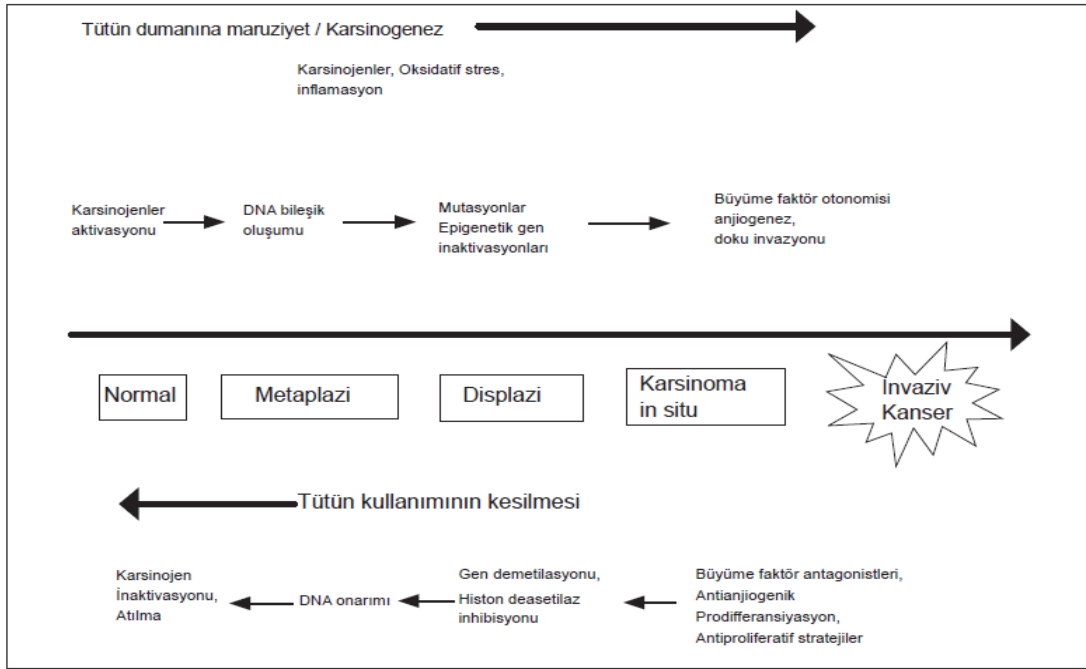 Tütün dumanına maruziyet / Karsinogenez
Karsinojenler, Oksidatif stres,
inflamasyon
Karsinojenler
aktivasyonu
DNA bileşik
oluşumu
Mutasyonlar
Epigenetik gen
inaktivasyonları
Büyüme faktör otonomisi
anjiogenez,
doku invazyonu
Normal
Metaplazi
Displazi
Karsinoma
in situ
İnvaziv
Kanser
Tütün kullanımının kesilmesi
Karsinojen
İnaktivasyonu,
Atılma
DNA onarımı
Gen demetilasyonu,
Histon deasetilaz
inhibisyonu
Büyüme faktör antagonistleri,
Antianjiogenik
Prodifferansiyasyon,
Antiproliferatif stratejiler